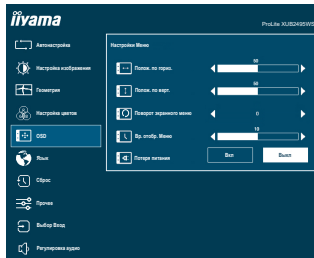 iiyama
ProLite XUB2495WS
Автонастройка
Настройка изображения
Геометрия
Настройка цветов
OSD
Язык
Сброс
Прочее
Выбор Вход
Регулировка аудио
Настройки Меню
Полож. по гориз.
50
Полож. по верт.
50
Поворот экранного меню
0
Вр. отобр. Меню
10
Потеря питания
Вкл
Выкл